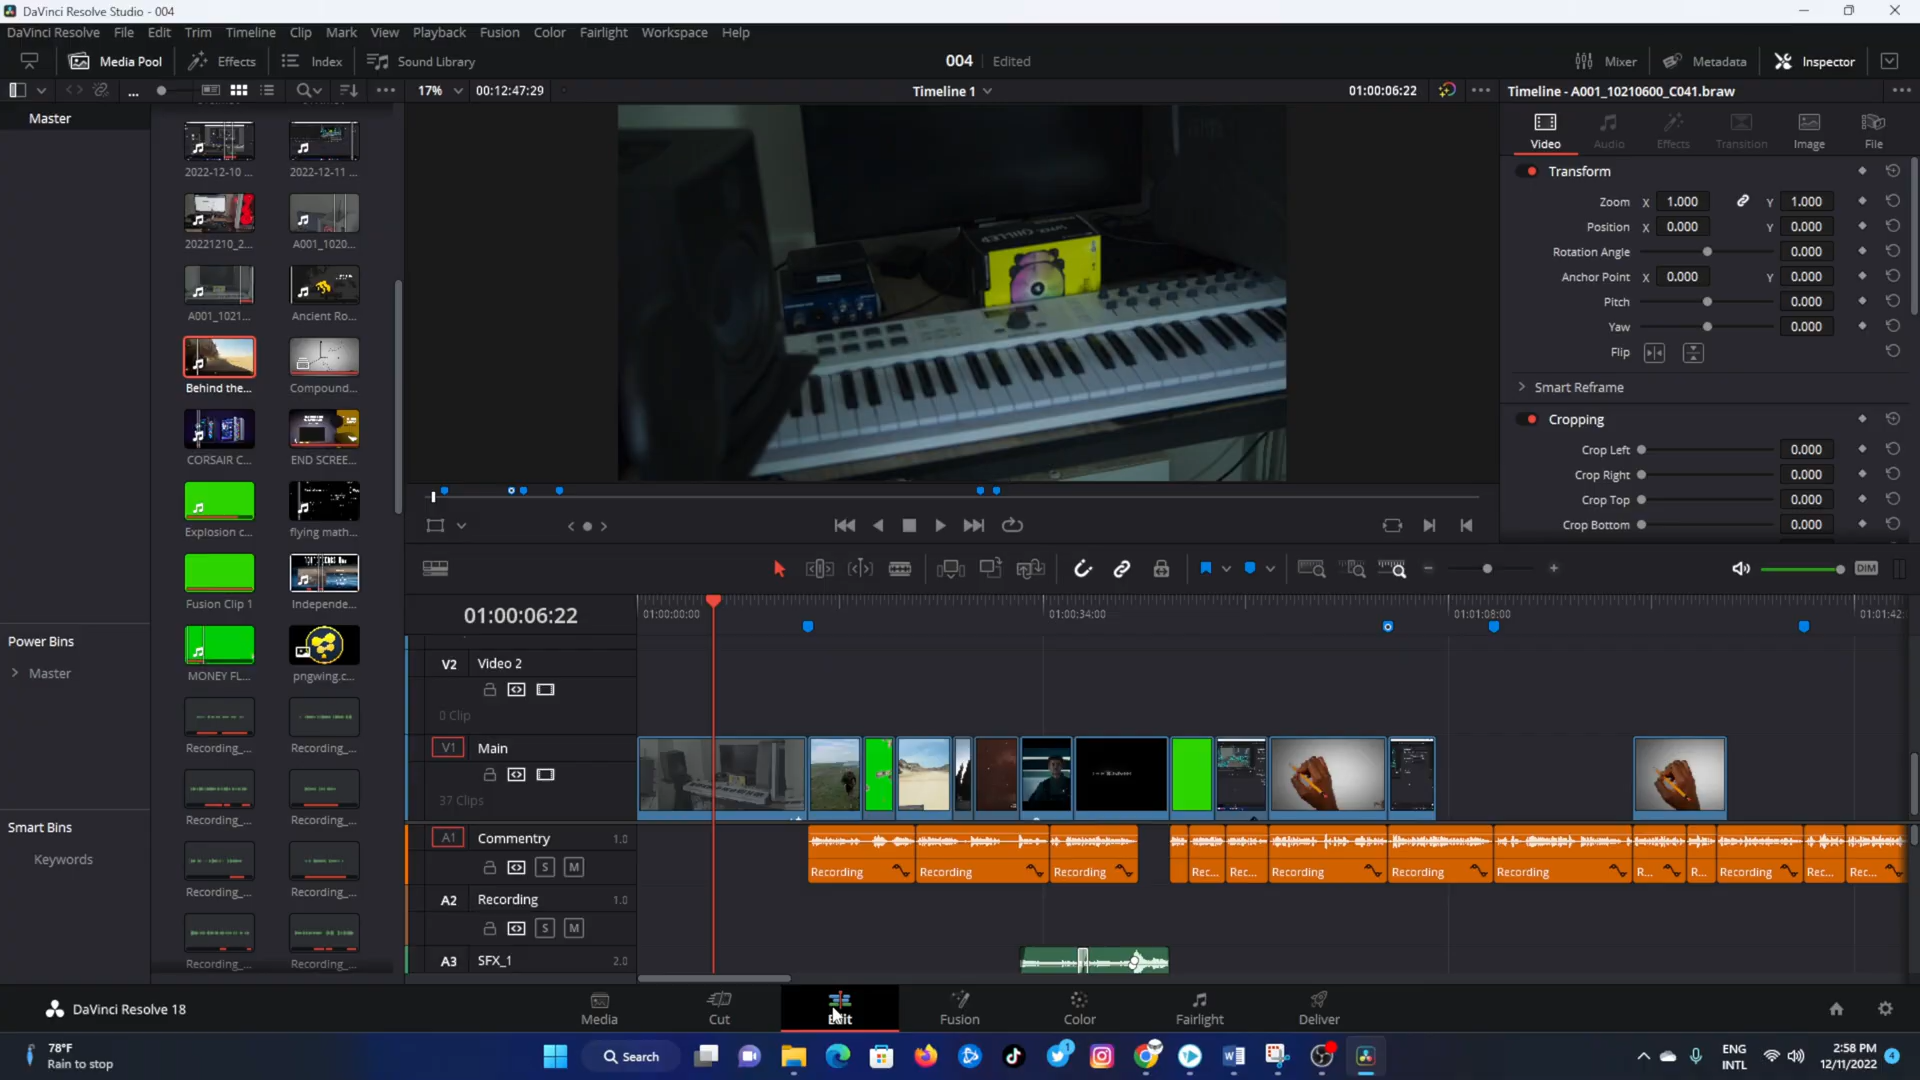 DaVinci Resolve Studio - 004
DaVinci Resolve File Edit Trim Timeline Clip Mark View Playback Fusion Color Fairlight Workspace Help
Media Pool Effects Index Sound Library 004 Edited Mixer Metadata Inspector
... 17% 00:12:47:29 Timeline 1 01:00:06:22 Timeline - A001_10210600_C041.braw
Master
2022-12-10 ... 2022-12-11 ...
20221210_2... A001_1020...
A001_1021... Ancient Ro...
Behind the... Compound...
CORSAIR C... END SCREE...
Explosion c... flying math...
Fusion Clip 1 Independe...
MONEY FL... pngwing.c...
Recording_... Recording_...
Recording_... Recording_...
Recording_... Recording_...
Recording_... Recording_...
Power Bins
Master
Smart Bins
Keywords
Video Audio Effects Transition Image File
Transform
Zoom X 1.000 Y 1.000
Position X 0.000 Y 0.000
Rotation Angle 0.000
Anchor Point X 0.000 Y 0.000
Pitch 0.000
Yaw 0.000
Flip
Smart Reframe
Cropping
Crop Left 0.000
Crop Right 0.000
Crop Top 0.000
Crop Bottom 0.000
DIM
01:00:06:22 01:00:00:00 01:00:34:00 01:01:08:00 01:01:42:
V2 Video 2
0 Clip
V1 Main
37 Clips
A1 Commentry 1.0
S M
Recording Recording Recording Rec... Rec... Recording Recording Recording R... R... Recording Rec... Rec...
A2 Recording 1.0
S M
A3 SFX_1 2.0
DaVinci Resolve 18 Media Cut Edit Fusion Color Fairlight Deliver
78°F
Rain to stop
Search
1
ENG
INTL
2:58 PM
12/11/2022
4